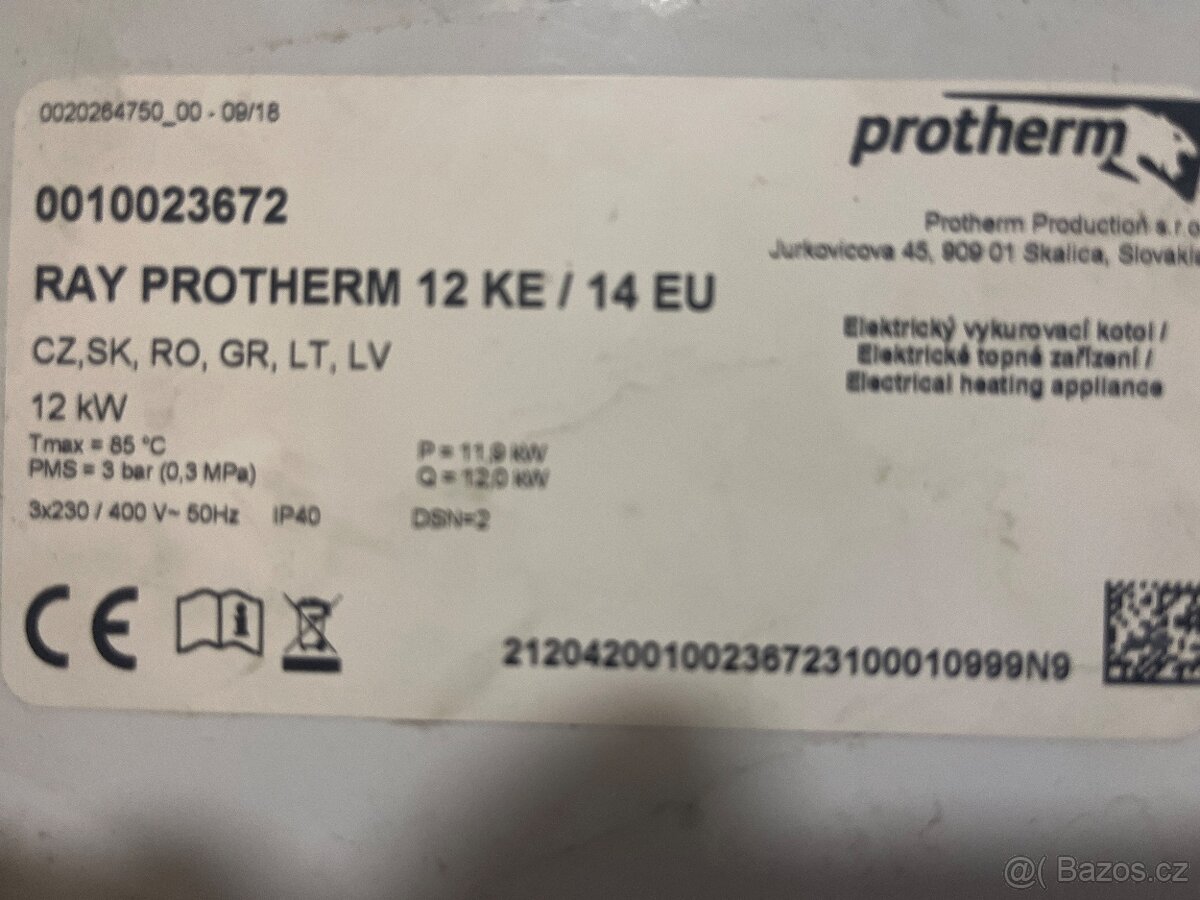 0020264750_00 - 09/18
protherm
0010023672
Protherm Production s.r.o
Jurkovicova 45, 909 01 Skalica, Slovakia
RAY PROTHERM 12 KE / 14 EU
CZ,SK, RO, GR, LT, LV
Elektrický vykurovací kotol /
Elektrické topné zařízení /
Electrical heating appliance
12 kW
Tmax = 85 °C
PMS = 3 bar (0,3 MPa)
P = 11,9 kW
Q = 12,0 kW
3x230 / 400 V~ 50Hz IP40 DSN=2
CE
21204200100236723100010999N9
@( Bazos.cz